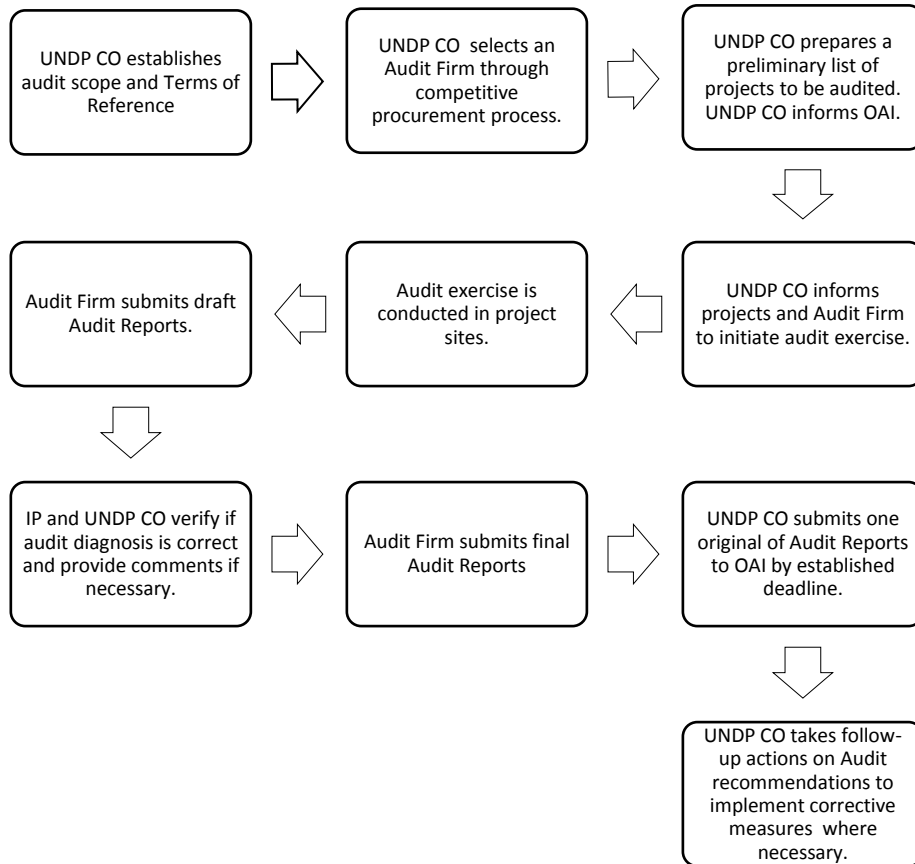 UNDP CO establishes
audit scope and Terms of
Reference
UNDP CO selects an
Audit Firm through
competitive
procurement process.
UNDP CO prepares a
preliminary list of
projects to be audited.
UNDP CO informs OAI.
UNDP CO informs
projects and Audit Firm
to initiate audit exercise.
Audit exercise is
conducted in project
sites.
Audit Firm submits draft
Audit Reports.
IP and UNDP CO verify if
audit diagnosis is correct
and provide comments if
necessary.
Audit Firm submits final
Audit Reports
UNDP CO submits one
original of Audit Reports
to OAI by established
deadline.
UNDP CO takes follow-
up actions on Audit
recommendations to
implement corrective
measures where
necessary.